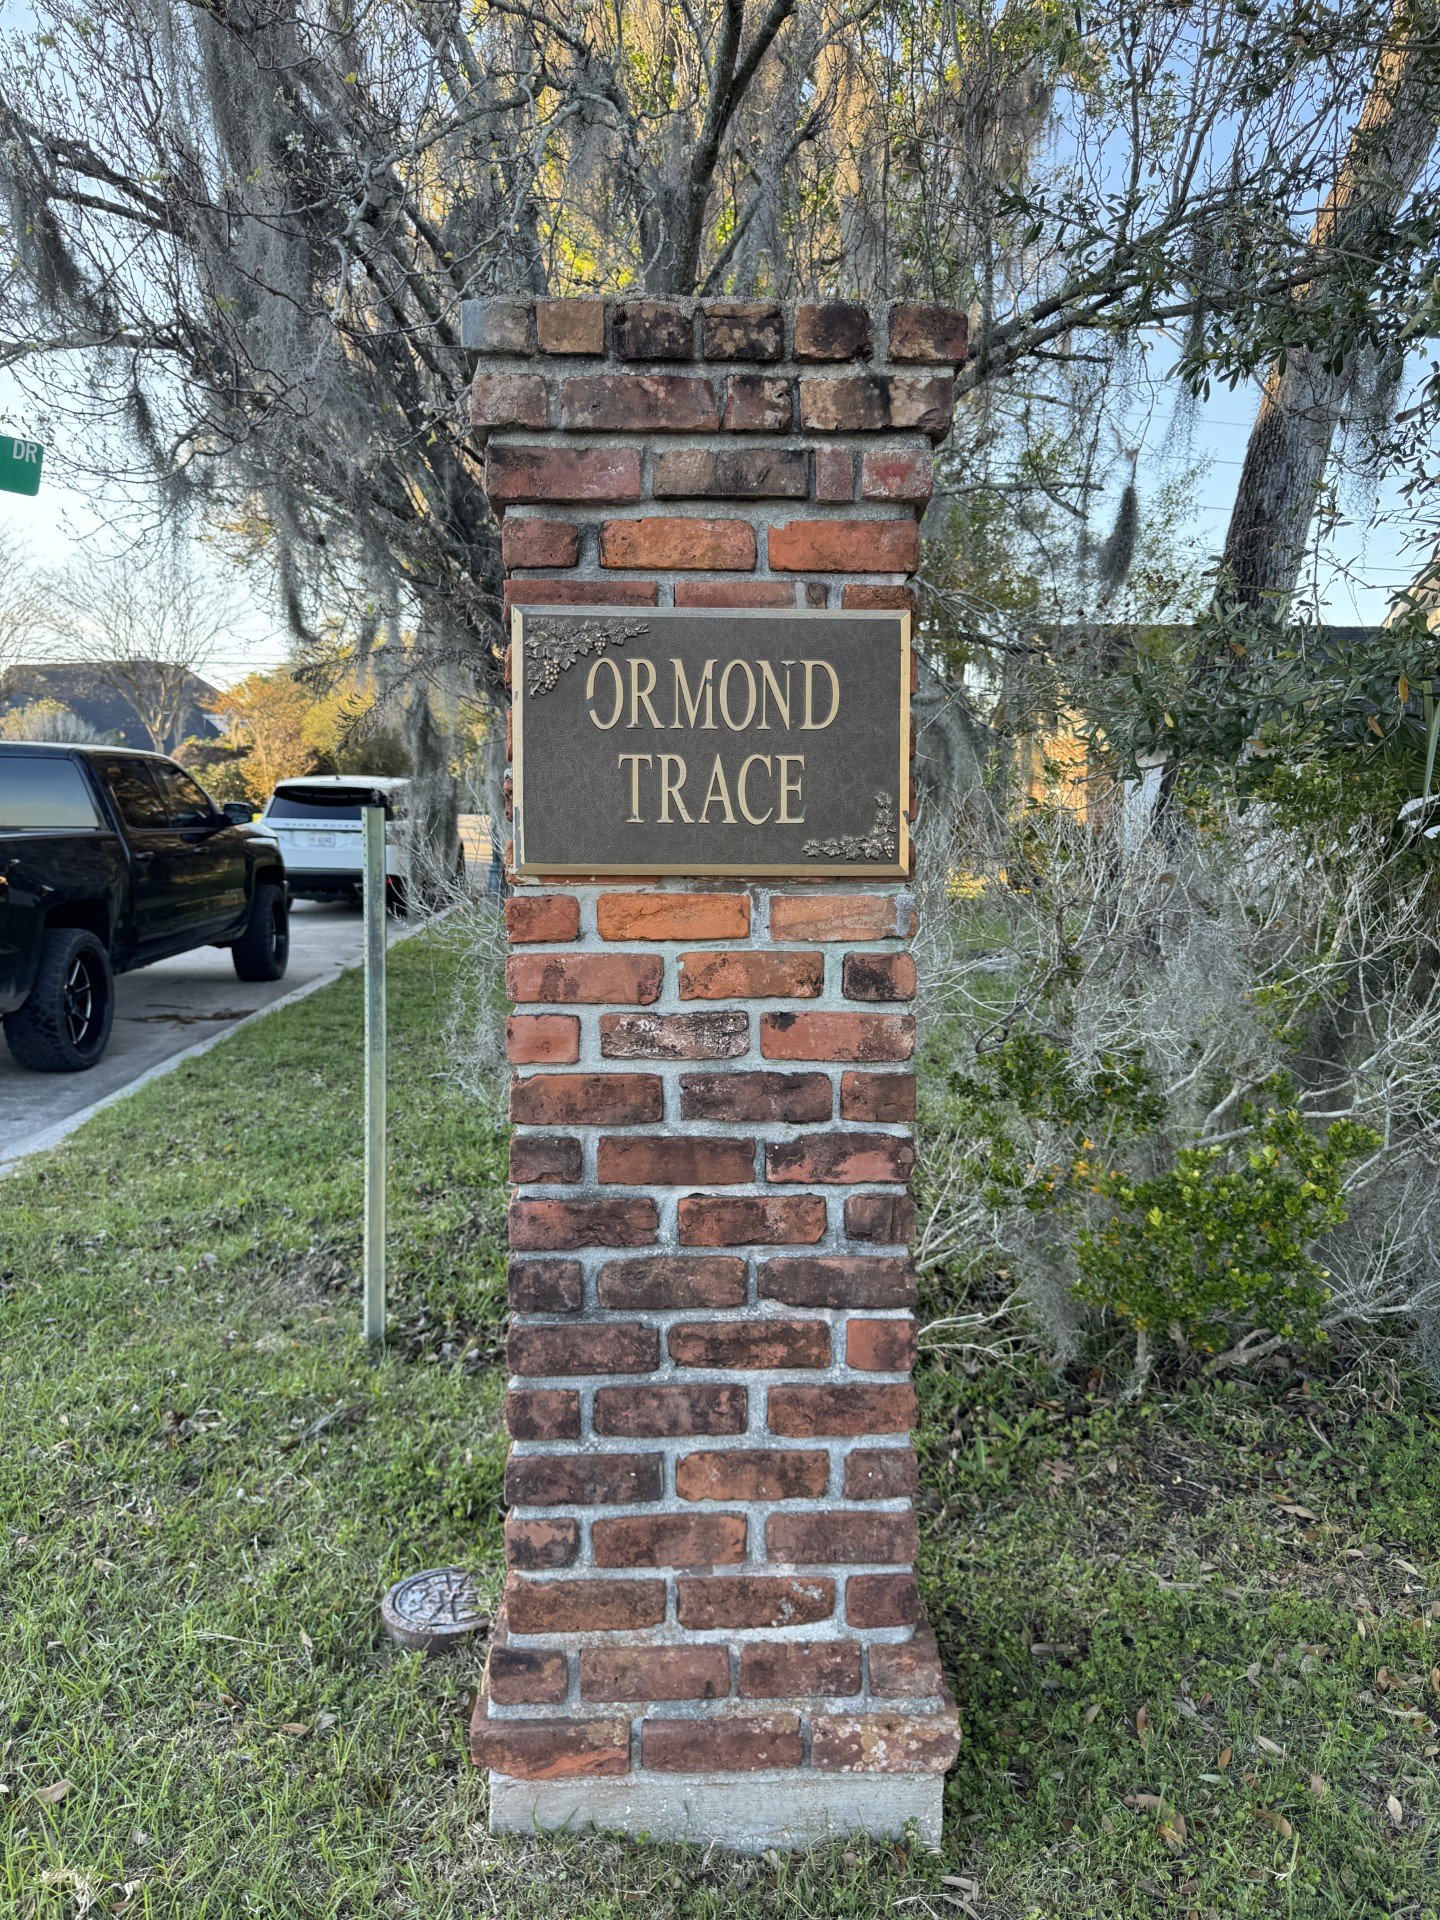 DR
ORMOND
TRACE